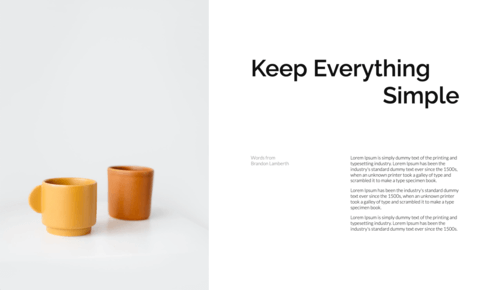 Keep Everything
Simple
Words from
Brandon Lamberth
Lorem Ipsum is simply dummy text of the printing and
typesetting industry. Lorem Ipsum has been the
industry's standard dummy text ever since the 1500s,
when an unknown printer took a galley of type and
scrambled it to make a type specimen book.
Lorem Ipsum has been the industry's standard dummy
text ever since the 1500s, when an unknown printer
took a galley of type and scrambled it to make a type
specimen book.
Lorem Ipsum is simply dummy text of the printing and
typesetting industry. Lorem Ipsum has been the
industry's standard dummy text ever since the 1500s.